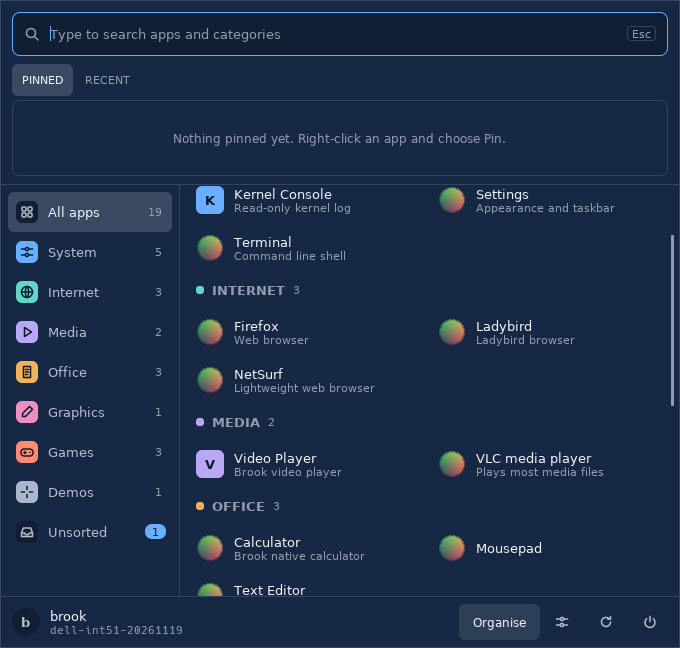 Type to search apps and categories
Esc
PINNED
RECENT
Nothing pinned yet. Right-click an app and choose Pin.
All apps 19
System 5
Internet 3
Media 2
Office 3
Graphics 1
Games 3
Demos 1
Unsorted 1
K
Kernel Console
Read-only kernel log
Settings
Appearance and taskbar
Terminal
Command line shell
INTERNET 3
Firefox
Web browser
Ladybird
Ladybird browser
NetSurf
Lightweight web browser
MEDIA 2
V
Video Player
Brook video player
VLC media player
Plays most media files
OFFICE 3
Calculator
Brook native calculator
Mousepad
Text Editor
b
brook
dell-int51-20261119
Organise